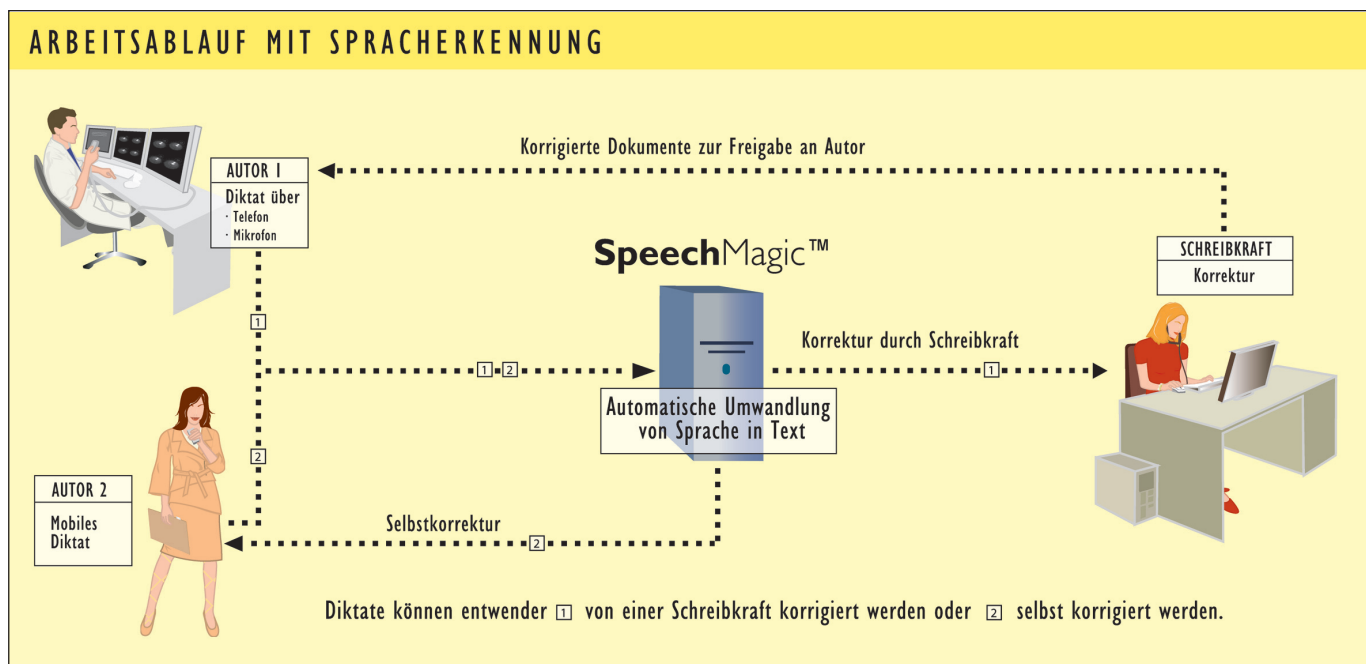 ARBEITSABLAUF MIT SPRACHERKENNUNG
Korrigierte Dokumente zur Freigabe an Autor
AUTOR 1
Diktat über
· Telefon
· Mikrofon
SpeechMagic™
SCHREIBKRAFT
Korrektur
1
1 2
Korrektur durch Schreibkraft
1
Automatische Umwandlung
von Sprache in Text
2
AUTOR 2
Mobiles
Diktat
Selbstkorrektur
2
Diktate können entwender 1 von einer Schreibkraft korrigiert werden oder 2 selbst korrigiert werden.